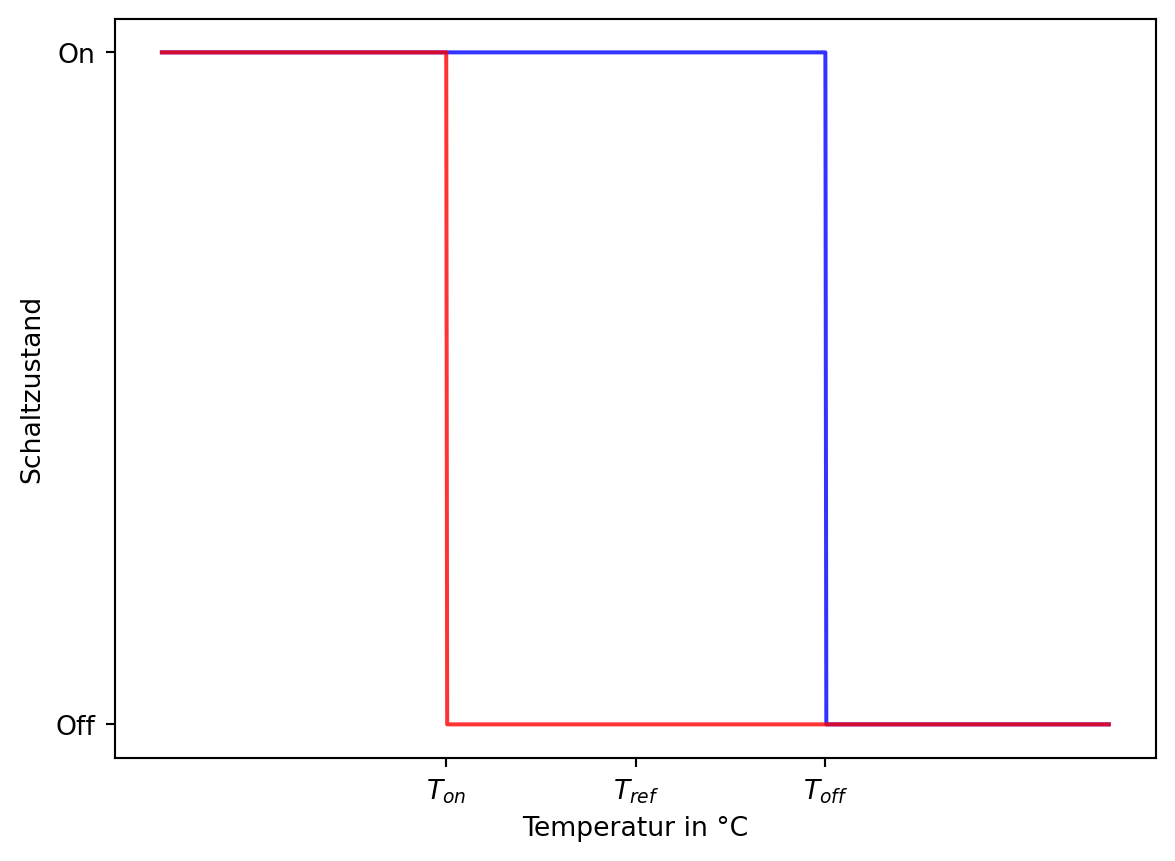 On
Schaltzustand
Off
T_on T_ref T_off
Temperatur in °C